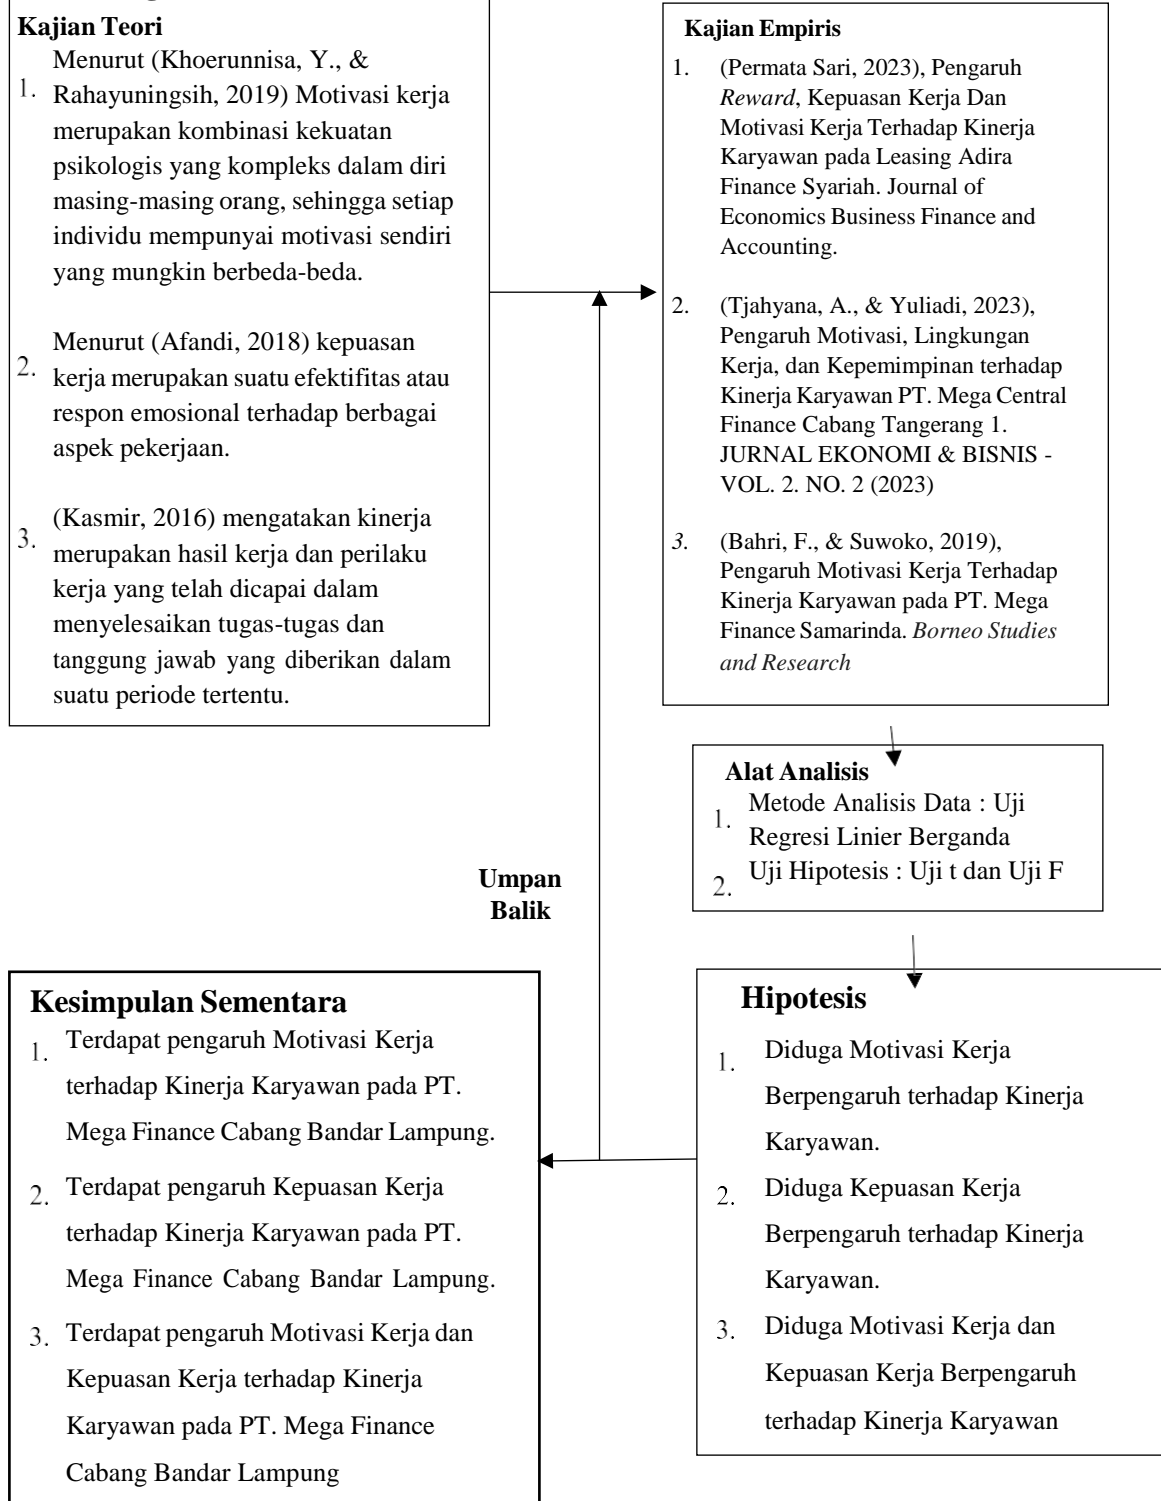 Kajian Teori
1. Menurut (Khoerunnisa, Y., &
Rahayuningsih, 2019) Motivasi kerja
merupakan kombinasi kekuatan
psikologis yang kompleks dalam diri
masing-masing orang, sehingga setiap
individu mempunyai motivasi sendiri
yang mungkin berbeda-beda.
2. Menurut (Afandi, 2018) kepuasan
kerja merupakan suatu efektifitas atau
respon emosional terhadap berbagai
aspek pekerjaan.
3. (Kasmir, 2016) mengatakan kinerja
merupakan hasil kerja dan perilaku
kerja yang telah dicapai dalam
menyelesaikan tugas-tugas dan
tanggung jawab yang diberikan dalam
suatu periode tertentu.
Kajian Empiris
1. (Permata Sari, 2023), Pengaruh
Reward, Kepuasan Kerja Dan
Motivasi Kerja Terhadap Kinerja
Karyawan pada Leasing Adira
Finance Syariah. Journal of
Economics Business Finance and
Accounting.
2. (Tjahyana, A., & Yuliadi, 2023),
Pengaruh Motivasi, Lingkungan
Kerja, dan Kepemimpinan terhadap
Kinerja Karyawan PT. Mega Central
Finance Cabang Tangerang 1.
JURNAL EKONOMI & BISNIS -
VOL. 2. NO. 2 (2023)
3. (Bahri, F., & Suwoko, 2019),
Pengaruh Motivasi Kerja Terhadap
Kinerja Karyawan pada PT. Mega
Finance Samarinda. Borneo Studies
and Research
Alat Analisis
1. Metode Analisis Data : Uji
Regresi Linier Berganda
2. Uji Hipotesis : Uji t dan Uji F
Umpan
Balik
Hipotesis
1. Diduga Motivasi Kerja
Berpengaruh terhadap Kinerja
Karyawan.
2. Diduga Kepuasan Kerja
Berpengaruh terhadap Kinerja
Karyawan.
3. Diduga Motivasi Kerja dan
Kepuasan Kerja Berpengaruh
terhadap Kinerja Karyawan
Kesimpulan Sementara
1. Terdapat pengaruh Motivasi Kerja
terhadap Kinerja Karyawan pada PT.
Mega Finance Cabang Bandar Lampung.
2. Terdapat pengaruh Kepuasan Kerja
terhadap Kinerja Karyawan pada PT.
Mega Finance Cabang Bandar Lampung.
3. Terdapat pengaruh Motivasi Kerja dan
Kepuasan Kerja terhadap Kinerja
Karyawan pada PT. Mega Finance
Cabang Bandar Lampung